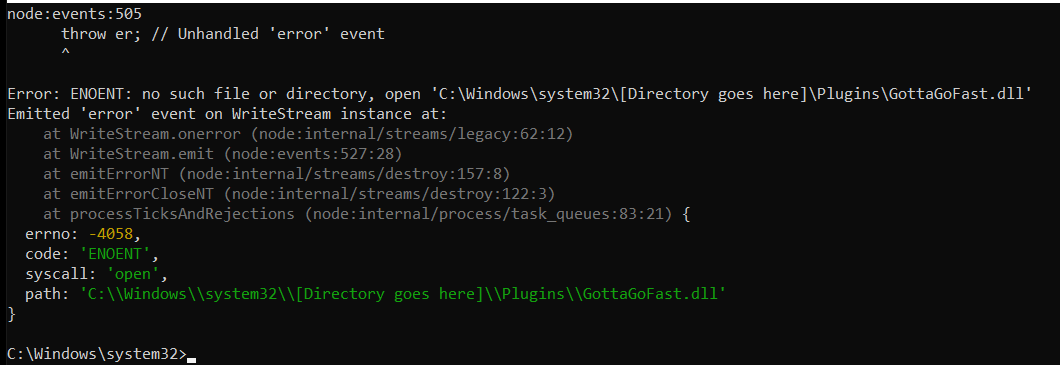 node:events:505
throw er; // Unhandled 'error' event
^
Error: ENOENT: no such file or directory, open 'C:\Windows\system32\[Directory goes here]\Plugins\GottaGoFast.dll'
Emitted 'error' event on WriteStream instance at:
at WriteStream.onerror (node:internal/streams/legacy:62:12)
at WriteStream.emit (node:events:527:28)
at emitErrorNT (node:internal/streams/destroy:157:8)
at emitErrorCloseNT (node:internal/streams/destroy:122:3)
at processTicksAndRejections (node:internal/process/task_queues:83:21) {
errno: -4058,
code: 'ENOENT',
syscall: 'open',
path: 'C:\\Windows\\system32\\[Directory goes here]\\Plugins\\GottaGoFast.dll'
}
C:\Windows\system32>